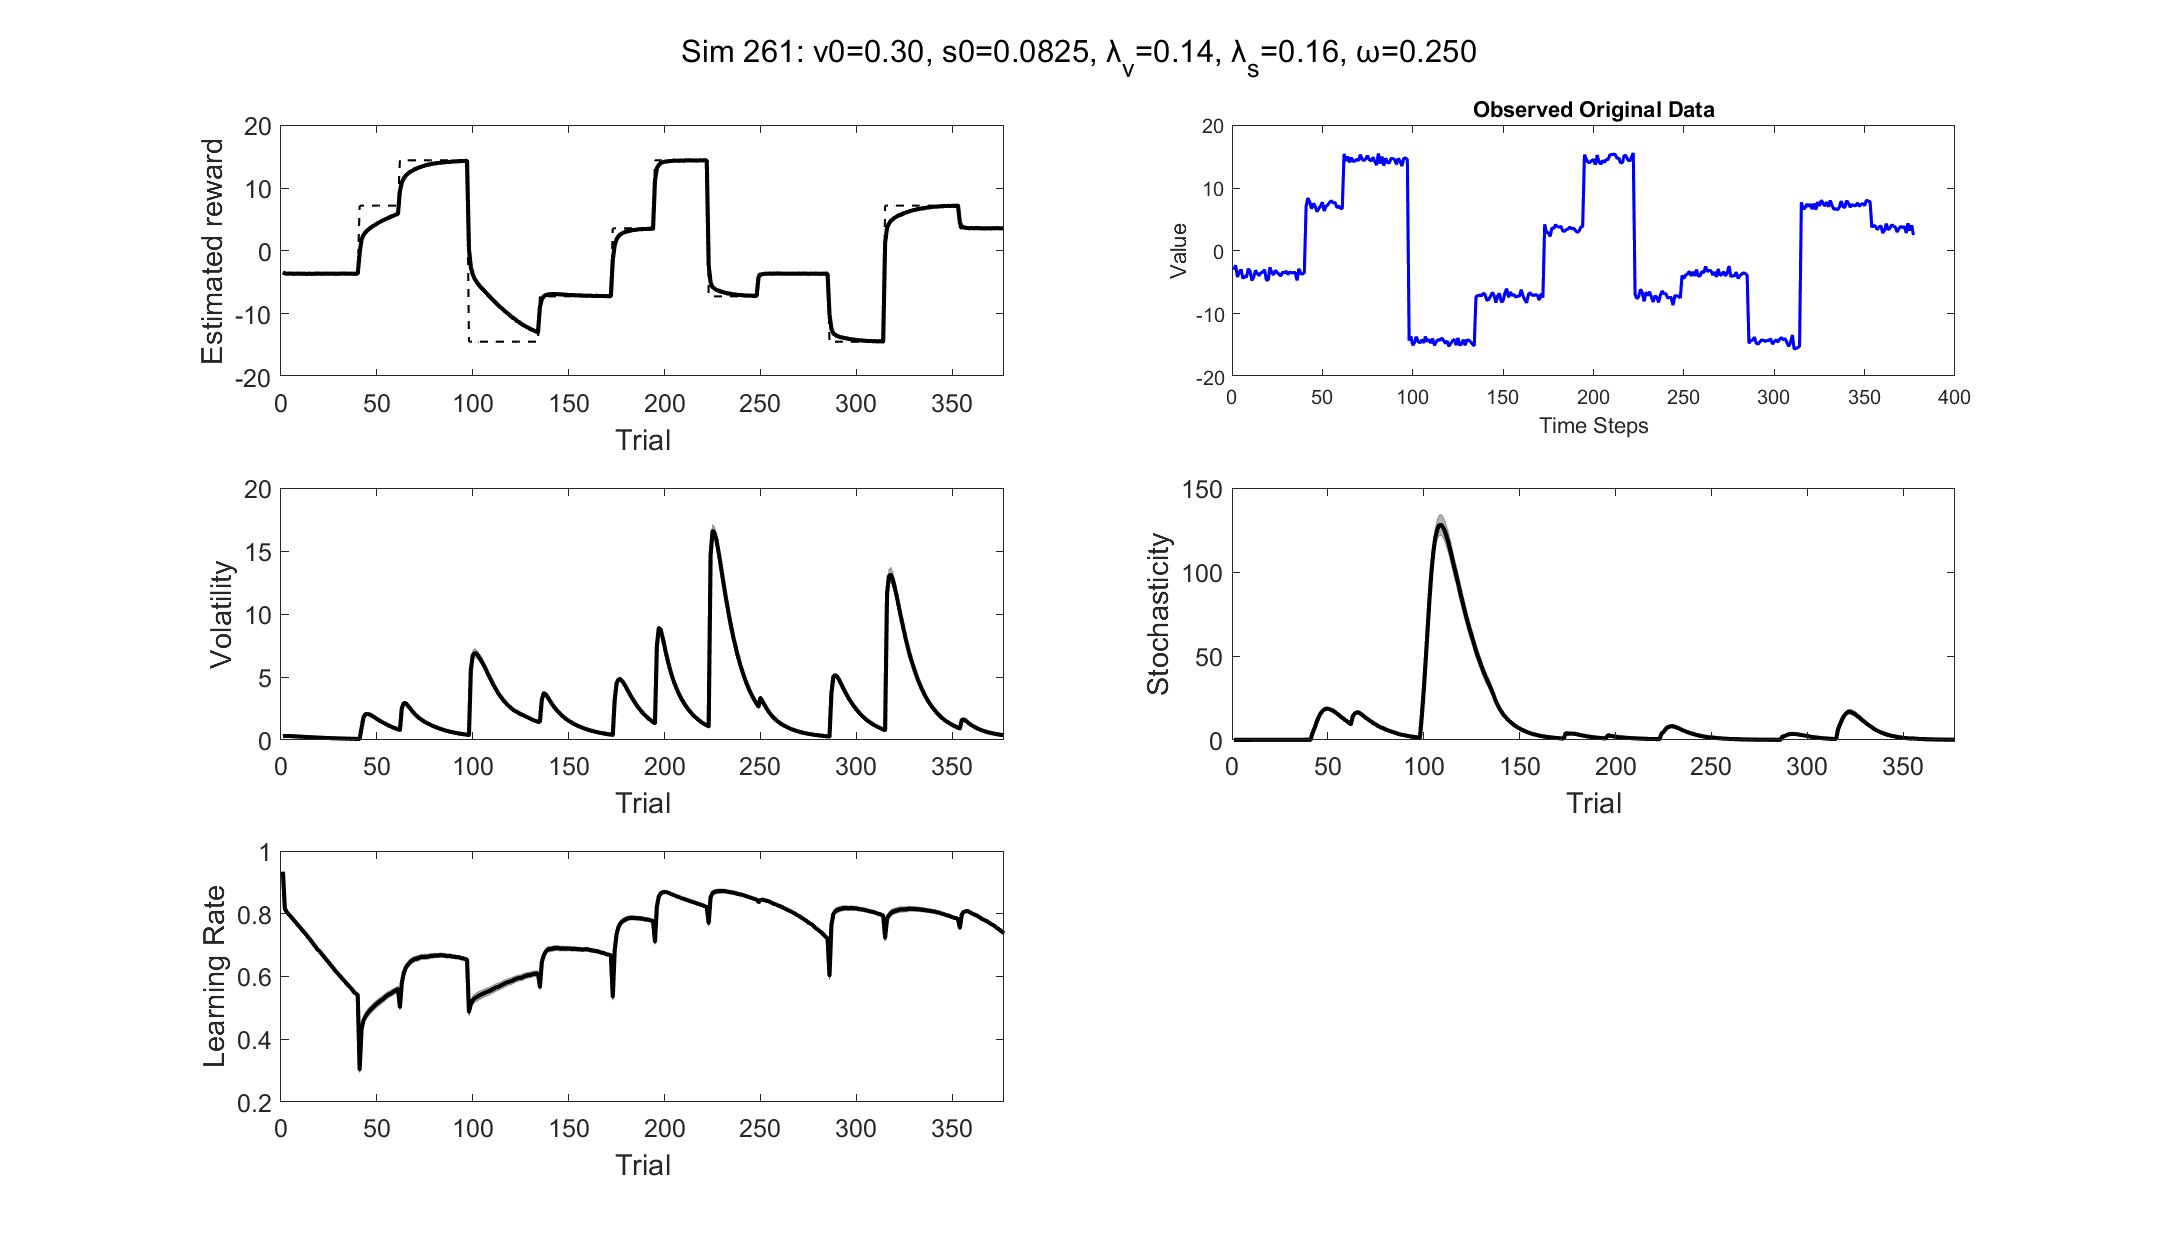 Sim 261: v0=0.30, s0=0.0825, λv=0.14, λs=0.16, ω=0.250
Estimated reward
20
10
0
-10
-20
0 50 100 150 200 250 300 350
Trial
Observed Original Data
Value
20
10
0
-10
-20
0 50 100 150 200 250 300 350 400
Time Steps
Volatility
20
15
10
5
0
0 50 100 150 200 250 300 350
Trial
Stochasticity
150
100
50
0
0 50 100 150 200 250 300 350
Trial
Learning Rate
1
0.8
0.6
0.4
0.2
0 50 100 150 200 250 300 350
Trial